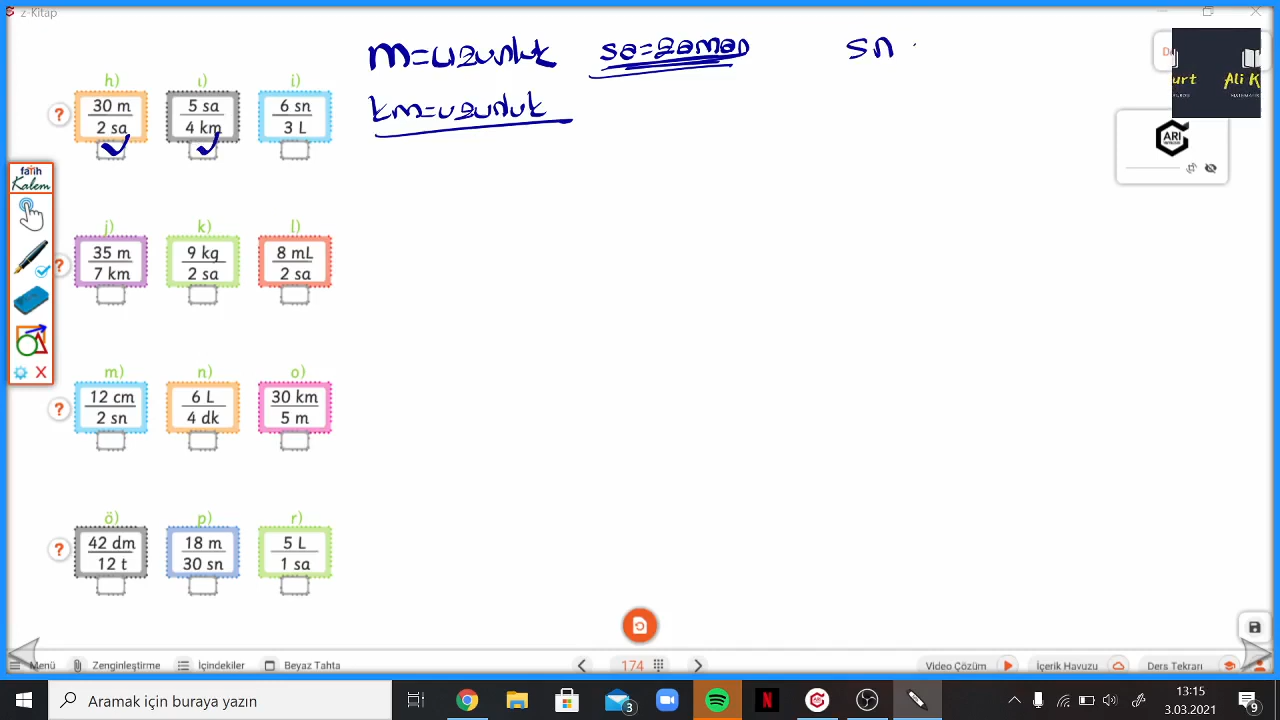 z-Kitap
m=uzunluk sa=zaman sn
km=uzunluk
h) ı) i)
? 30 m 5 sa 6 sn
2 sa 4 km 3 L
ARI
fatih
Kalem
j) k) l)
? 35 m 9 kg 8 mL
7 km 2 sa 2 sa
m) n) o)
? 12 cm 6 L 30 km
2 sn 4 dk 5 m
ö) p) r)
? 42 dm 18 m 5 L
12 t 30 sn 1 sa
Menü Zenginleştirme İçindekiler Beyaz Tahta 174 Video Çözüm İçerik Havuzu Ders Tekrarı
Aramak için buraya yazın 3 13:15
3.03.2021 9
urt Ali K